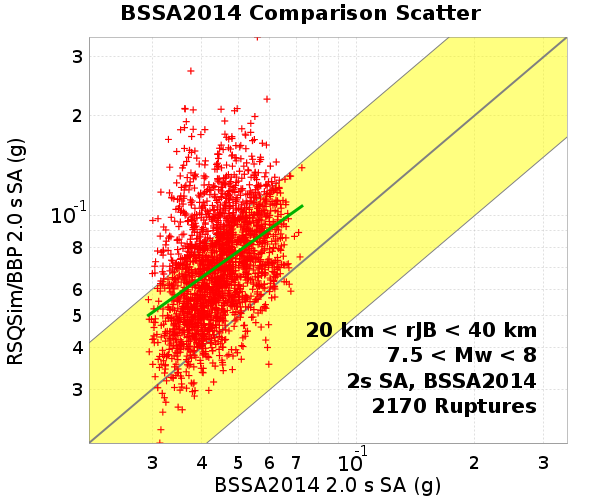 BSSA2014 Comparison Scatter
RSQSim/BBP 2.0 s SA (g)
3
2
10-1
8
6
5
4
3
20 km < rJB < 40 km
7.5 < Mw < 8
2s SA, BSSA2014
2170 Ruptures
3 4 5 6 7 10-1 2 3
BSSA2014 2.0 s SA (g)